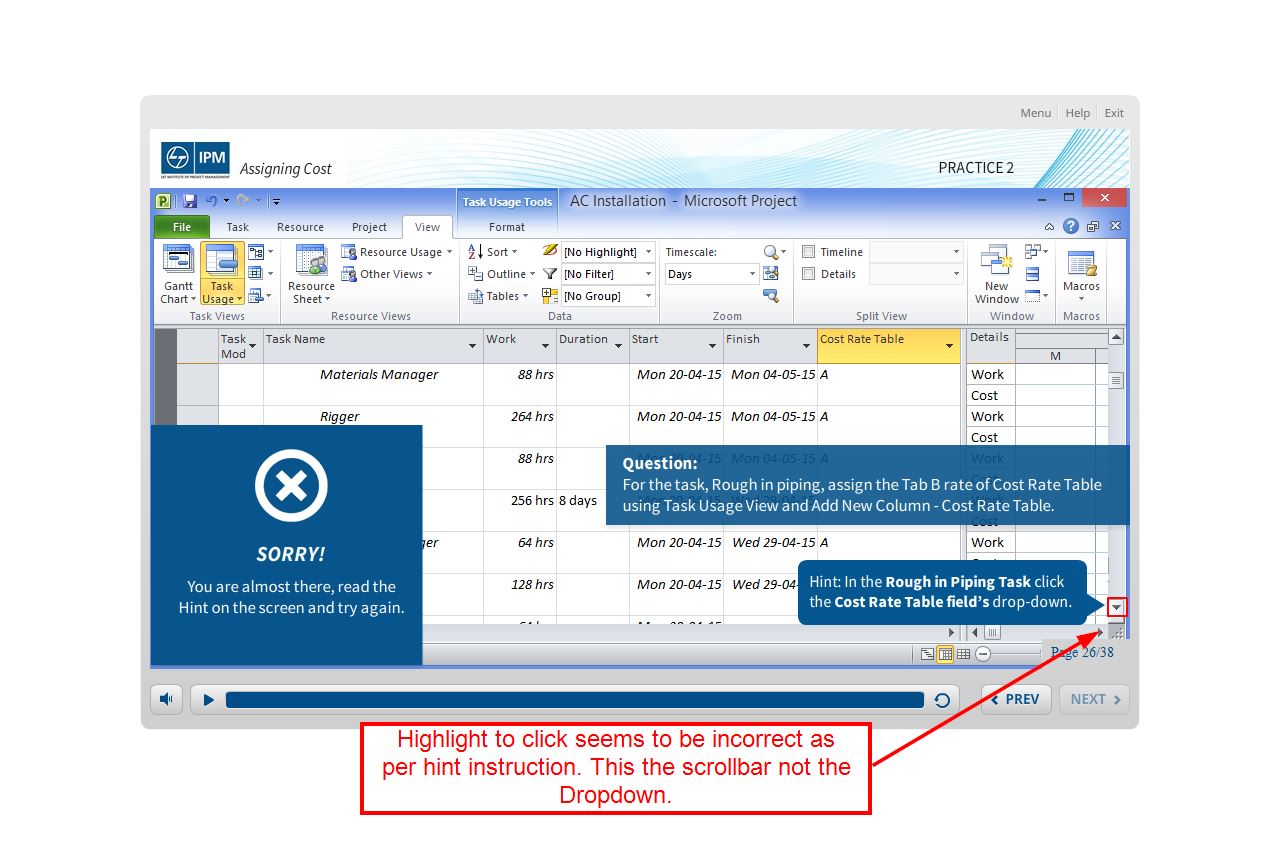 Menu Help Exit
IPM
L&T INSTITUTE OF PROJECT MANAGEMENT
Assigning Cost
PRACTICE 2
Task Usage Tools AC Installation - Microsoft Project
File Task Resource Project View Format
Gantt Chart
Task Usage
Task Views
Resource Sheet
Resource Usage
Other Views
Resource Views
Sort
Outline
Tables
[No Highlight]
[No Filter]
[No Group]
Data
Timescale:
Days
Zoom
Timeline
Details
Split View
New Window
Window
Macros
Macros
Task Mod Task Name Work Duration Start Finish Cost Rate Table Details
M
Materials Manager 88 hrs Mon 20-04-15 Mon 04-05-15 A Work
Cost
Rigger 264 hrs Mon 20-04-15 Mon 04-05-15 A Work
Cost
88 hrs Mon 20-04-15 Mon 04-05-15 A Work
256 hrs 8 days
Cost
64 hrs Mon 20-04-15 Wed 29-04-15 A Work
128 hrs Mon 20-04-15 Wed 29-04
Question:
For the task, Rough in piping, assign the Tab B rate of Cost Rate Table
using Task Usage View and Add New Column - Cost Rate Table.
SORRY!
You are almost there, read the
Hint on the screen and try again.
Hint: In the Rough in Piping Task click
the Cost Rate Table field's drop-down.
Page 26/38
PREV NEXT
Highlight to click seems to be incorrect as
per hint instruction. This the scrollbar not the
Dropdown.